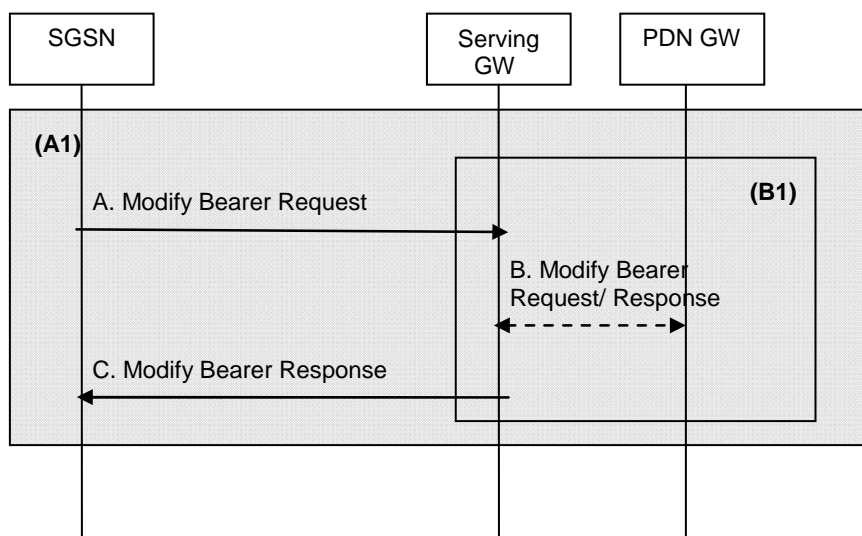 SGSN
Serving
GW
PDN GW
(A1)
(B1)
A. Modify Bearer Request
B. Modify Bearer
Request/ Response
C. Modify Bearer Response